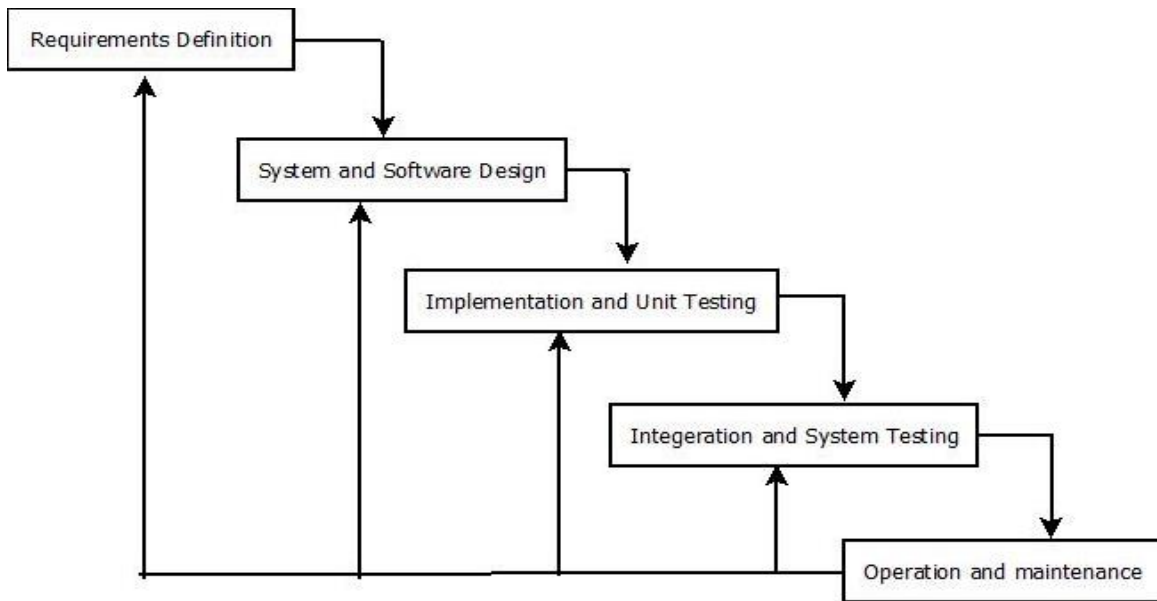 Requirements Definition
System and Software Design
Implementation and Unit Testing
Integeration and System Testing
Operation and maintenance